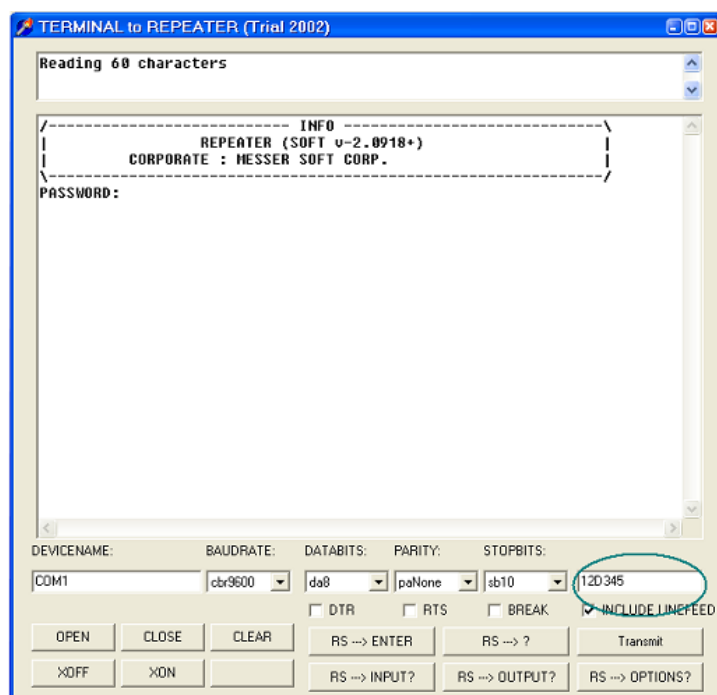 TERMINAL to REPEATER (Trial 2002)
Reading 60 characters
/------------------------------ INFO --------------------------------\
| REPEATER (SOFT v-2.0918+) |
| CORPORATE : MESSER SOFT CORP. |
\----------------------------------------------------------------------/
PASSWORD:
DEVICENAME: BAUDRATE: DATABITS: PARITY: STOPBITS:
COM1 cbr9600 da8 paNone sb10 12D345
DTR RTS BREAK INCLUDE LINEFEED
OPEN CLOSE CLEAR RS ---> ENTER RS ---> ? Transmit
XOFF XON RS ---> INPUT? RS ---> OUTPUT? RS ---> OPTIONS?